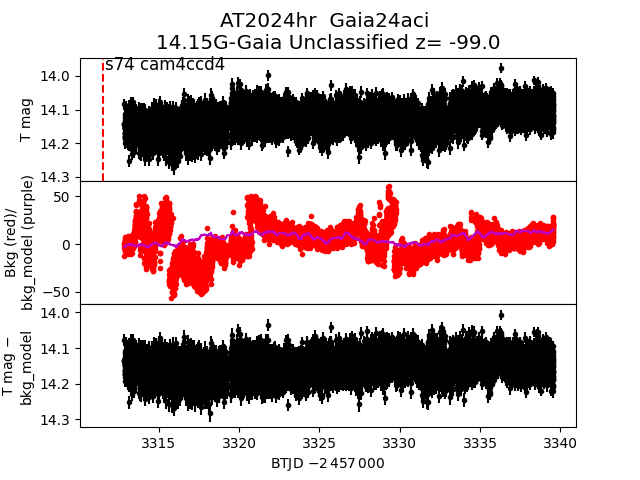 AT2024hr  Gaia24aci
14.15G-Gaia Unclassified z= -99.0
s74 cam4ccd4
14.0
14.1
14.2
14.3
T mag
50
0
−50
Bkg (red)/
bkg_model (purple)
14.0
14.1
14.2
14.3
T mag −
bkg_model
3315
3320
3325
3330
3335
3340
BTJD −2 457 000